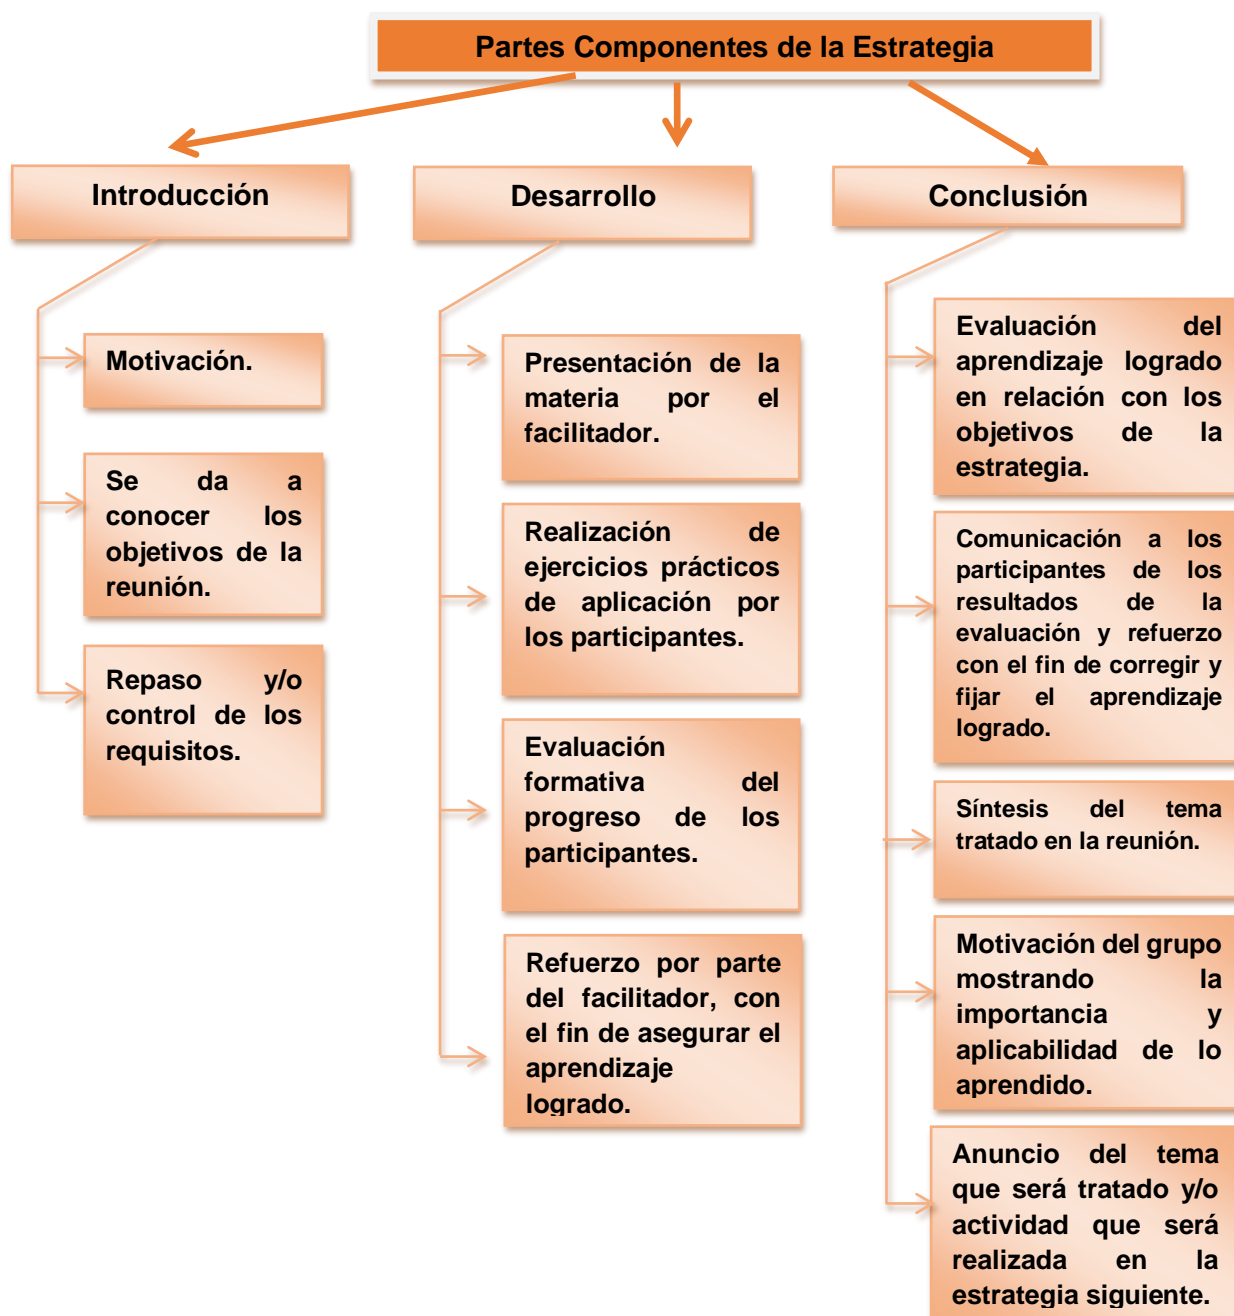 Partes Componentes de la Estrategia
Introducción
Motivación.
Se da a
conocer los
objetivos de la
reunión.
Repaso y/o
control de los
requisitos.
Desarrollo
Presentación de la
materia por el
facilitador.
Realización de
ejercicios prácticos
de aplicación por
los participantes.
Evaluación
formativa del
progreso de los
participantes.
Refuerzo por parte
del facilitador, con
el fin de asegurar el
aprendizaje
logrado.
Conclusión
Evaluación del
aprendizaje logrado
en relación con los
objetivos de la
estrategia.
Comunicación a los
participantes de los
resultados de la
evaluación y refuerzo
con el fin de corregir y
fijar el aprendizaje
logrado.
Síntesis del tema
tratado en la reunión.
Motivación del grupo
mostrando la
importancia y
aplicabilidad de lo
aprendido.
Anuncio del tema
que será tratado y/o
actividad que será
realizada en la
estrategia siguiente.